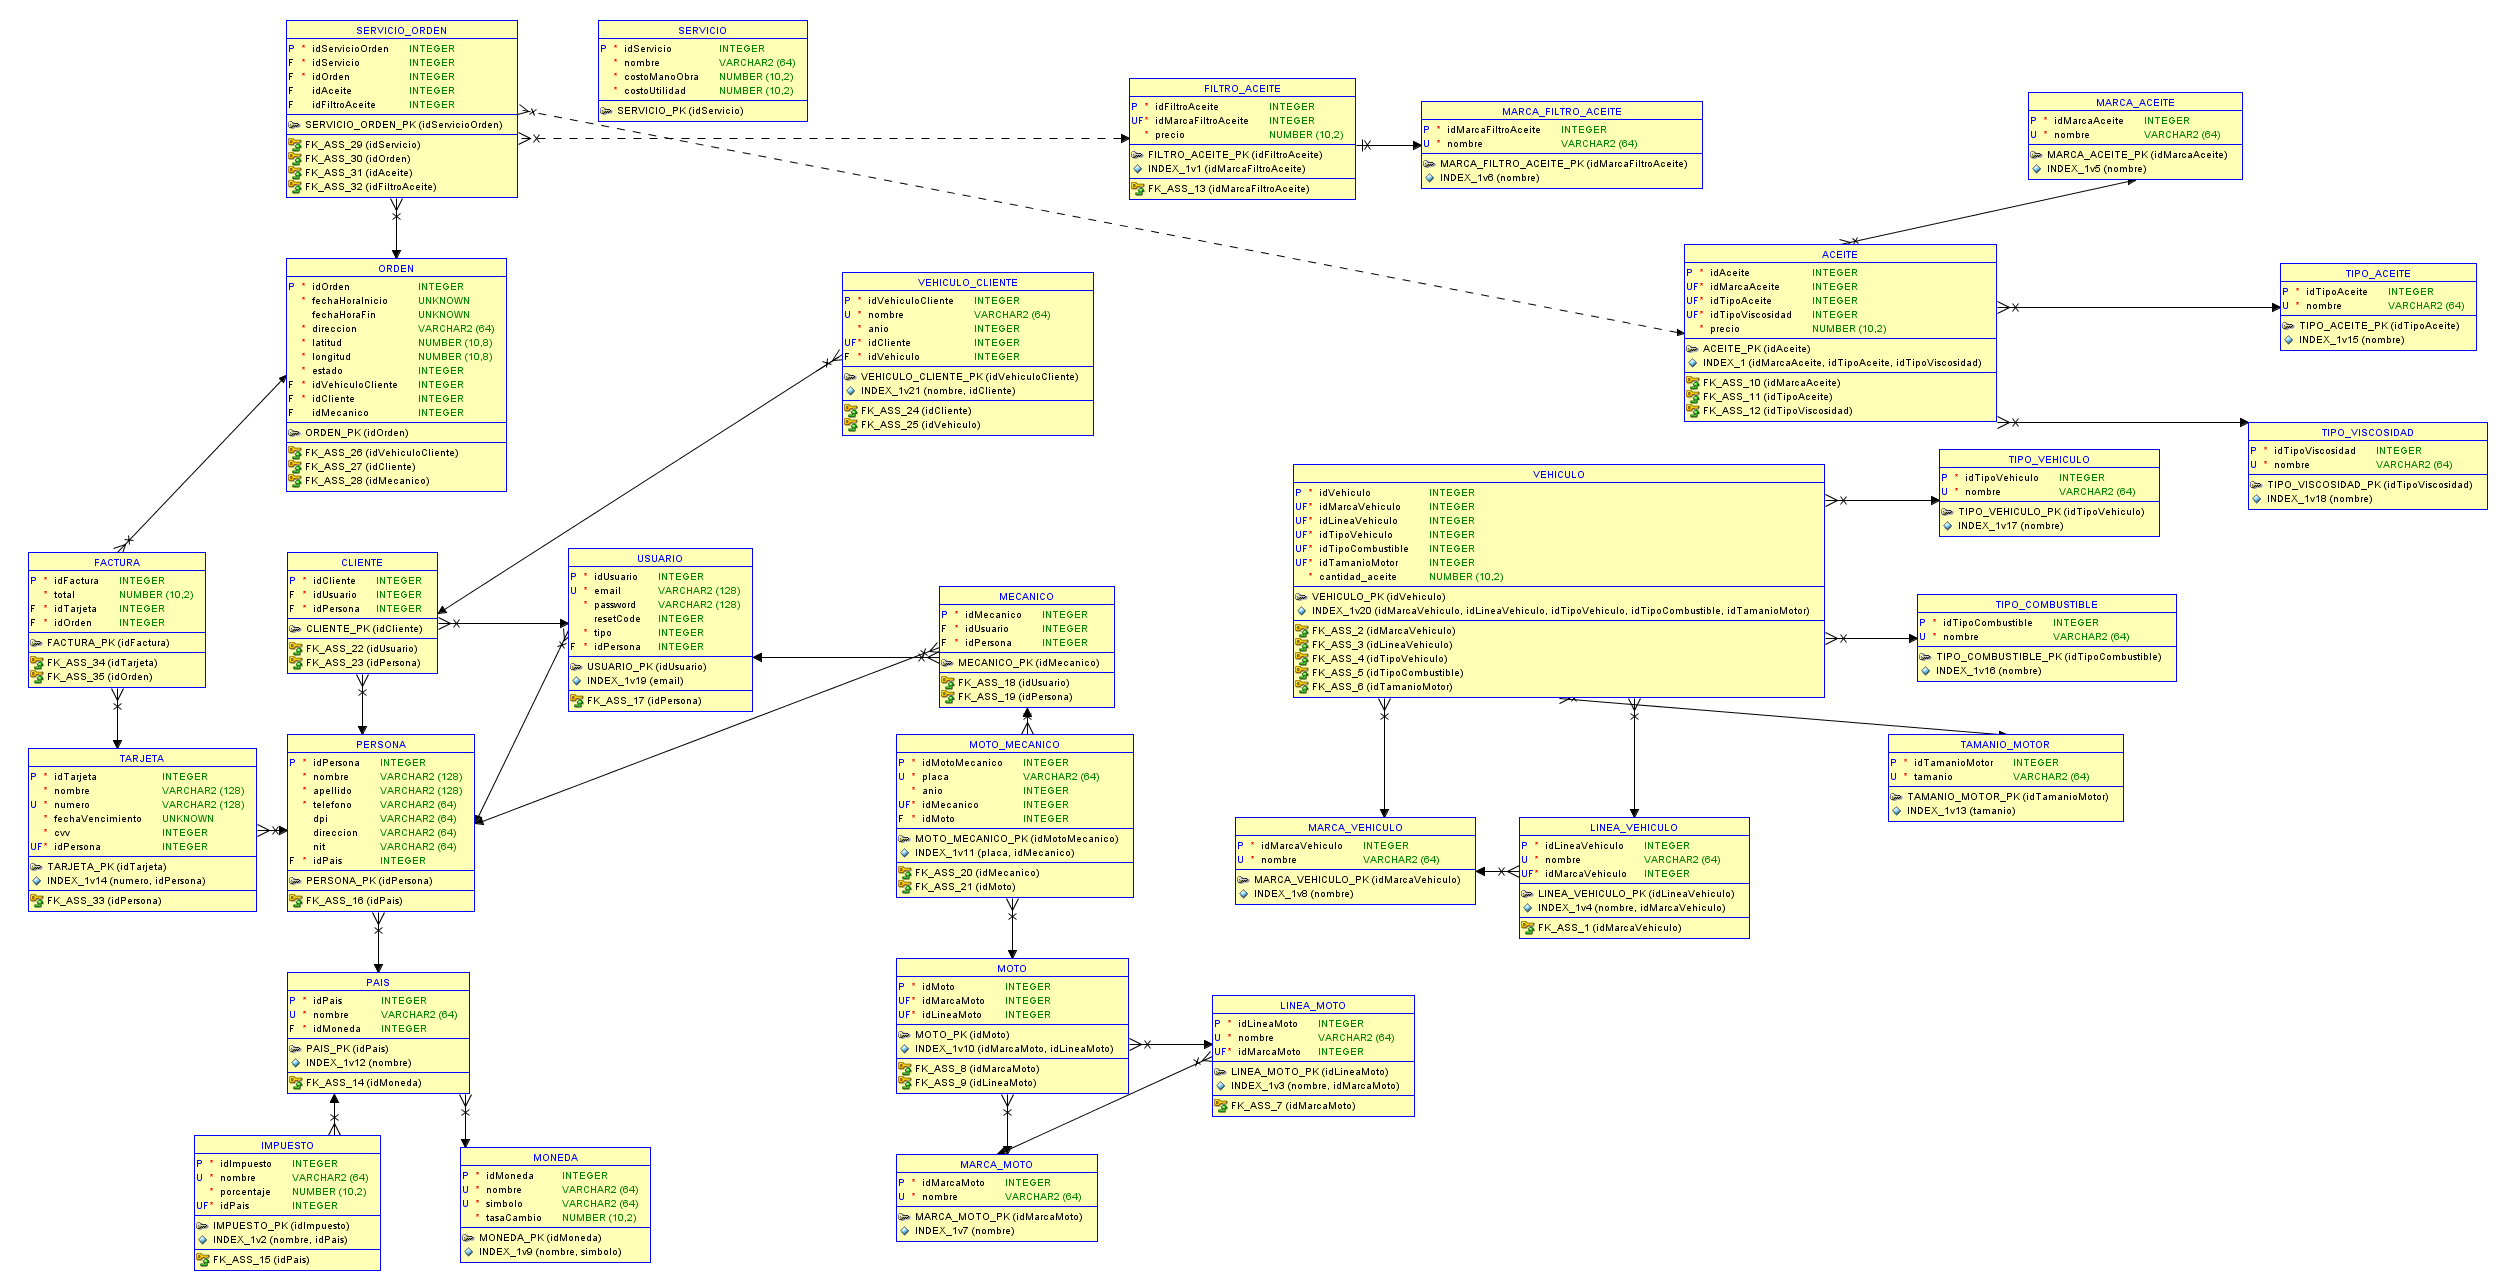 SERVICIO_ORDEN
P * idServicioOrden INTEGER
F * idServicio INTEGER
F * idOrden INTEGER
F idAceite INTEGER
F idFiltroAceite INTEGER
SERVICIO_ORDEN_PK (idServicioOrden)
FK_ASS_29 (idServicio)
FK_ASS_30 (idOrden)
FK_ASS_31 (idAceite)
FK_ASS_32 (idFiltroAceite)
SERVICIO
P * idServicio INTEGER
* nombre VARCHAR2 (64)
* costoManoObra NUMBER (10,2)
* costoUtilidad NUMBER (10,2)
SERVICIO_PK (idServicio)
FILTRO_ACEITE
P * idFiltroAceite INTEGER
UF* idMarcaFiltroAceite INTEGER
* precio NUMBER (10,2)
FILTRO_ACEITE_PK (idFiltroAceite)
INDEX_1v1 (idMarcaFiltroAceite)
FK_ASS_13 (idMarcaFiltroAceite)
MARCA_FILTRO_ACEITE
P * idMarcaFiltroAceite INTEGER
U * nombre VARCHAR2 (64)
MARCA_FILTRO_ACEITE_PK (idMarcaFiltroAceite)
INDEX_1v6 (nombre)
MARCA_ACEITE
P * idMarcaAceite INTEGER
U * nombre VARCHAR2 (64)
MARCA_ACEITE_PK (idMarcaAceite)
INDEX_1v5 (nombre)
ORDEN
P * idOrden INTEGER
* fechaHoraInicio UNKNOWN
fechaHoraFin UNKNOWN
* direccion VARCHAR2 (64)
* latitud NUMBER (10,8)
* longitud NUMBER (10,8)
* estado INTEGER
F * idVehiculoCliente INTEGER
F * idCliente INTEGER
F idMecanico INTEGER
ORDEN_PK (idOrden)
FK_ASS_26 (idVehiculoCliente)
FK_ASS_27 (idCliente)
FK_ASS_28 (idMecanico)
VEHICULO_CLIENTE
P * idVehiculoCliente INTEGER
U * nombre VARCHAR2 (64)
* anio INTEGER
UF* idCliente INTEGER
F * idVehiculo INTEGER
VEHICULO_CLIENTE_PK (idVehiculoCliente)
INDEX_1v21 (nombre, idCliente)
FK_ASS_24 (idCliente)
FK_ASS_25 (idVehiculo)
ACEITE
P * idAceite INTEGER
UF* idMarcaAceite INTEGER
UF* idTipoAceite INTEGER
UF* idTipoViscosidad INTEGER
* precio NUMBER (10,2)
ACEITE_PK (idAceite)
INDEX_1 (idMarcaAceite, idTipoAceite, idTipoViscosidad)
FK_ASS_10 (idMarcaAceite)
FK_ASS_11 (idTipoAceite)
FK_ASS_12 (idTipoViscosidad)
TIPO_ACEITE
P * idTipoAceite INTEGER
U * nombre VARCHAR2 (64)
TIPO_ACEITE_PK (idTipoAceite)
INDEX_1v15 (nombre)
TIPO_VISCOSIDAD
P * idTipoViscosidad INTEGER
U * nombre VARCHAR2 (64)
TIPO_VISCOSIDAD_PK (idTipoViscosidad)
INDEX_1v18 (nombre)
VEHICULO
P * idVehiculo INTEGER
UF* idMarcaVehiculo INTEGER
UF* idLineaVehiculo INTEGER
UF* idTipoVehiculo INTEGER
UF* idTipoCombustible INTEGER
UF* idTamanioMotor INTEGER
* cantidad_aceite NUMBER (10,2)
VEHICULO_PK (idVehiculo)
INDEX_1v20 (idMarcaVehiculo, idLineaVehiculo, idTipoVehiculo, idTipoCombustible, idTamanioMotor)
FK_ASS_2 (idMarcaVehiculo)
FK_ASS_3 (idLineaVehiculo)
FK_ASS_4 (idTipoVehiculo)
FK_ASS_5 (idTipoCombustible)
FK_ASS_6 (idTamanioMotor)
TIPO_VEHICULO
P * idTipoVehiculo INTEGER
U * nombre VARCHAR2 (64)
TIPO_VEHICULO_PK (idTipoVehiculo)
INDEX_1v17 (nombre)
TIPO_COMBUSTIBLE
P * idTipoCombustible INTEGER
U * nombre VARCHAR2 (64)
TIPO_COMBUSTIBLE_PK (idTipoCombustible)
INDEX_1v16 (nombre)
FACTURA
P * idFactura INTEGER
* total NUMBER (10,2)
F * idTarjeta INTEGER
F * idOrden INTEGER
FACTURA_PK (idFactura)
FK_ASS_34 (idTarjeta)
FK_ASS_35 (idOrden)
CLIENTE
P * idCliente INTEGER
F * idUsuario INTEGER
F * idPersona INTEGER
CLIENTE_PK (idCliente)
FK_ASS_22 (idUsuario)
FK_ASS_23 (idPersona)
USUARIO
P * idUsuario INTEGER
U * email VARCHAR2 (128)
* password VARCHAR2 (128)
resetCode INTEGER
* tipo INTEGER
F * idPersona INTEGER
USUARIO_PK (idUsuario)
INDEX_1v19 (email)
FK_ASS_17 (idPersona)
MECANICO
P * idMecanico INTEGER
F * idUsuario INTEGER
F * idPersona INTEGER
MECANICO_PK (idMecanico)
FK_ASS_18 (idUsuario)
FK_ASS_19 (idPersona)
TARJETA
P * idTarjeta INTEGER
* nombre VARCHAR2 (128)
U * numero VARCHAR2 (128)
* fechaVencimiento UNKNOWN
* cvv INTEGER
UF* idPersona INTEGER
TARJETA_PK (idTarjeta)
INDEX_1v14 (numero, idPersona)
FK_ASS_33 (idPersona)
PERSONA
P * idPersona INTEGER
* nombre VARCHAR2 (128)
* apellido VARCHAR2 (128)
* telefono VARCHAR2 (64)
dpi VARCHAR2 (64)
direccion VARCHAR2 (64)
nit VARCHAR2 (64)
F * idPais INTEGER
PERSONA_PK (idPersona)
FK_ASS_16 (idPais)
MOTO_MECANICO
P * idMotoMecanico INTEGER
U * placa VARCHAR2 (64)
* anio INTEGER
UF* idMecanico INTEGER
F * idMoto INTEGER
MOTO_MECANICO_PK (idMotoMecanico)
INDEX_1v11 (placa, idMecanico)
FK_ASS_20 (idMecanico)
FK_ASS_21 (idMoto)
TAMANIO_MOTOR
P * idTamanioMotor INTEGER
U * tamanio VARCHAR2 (64)
TAMANIO_MOTOR_PK (idTamanioMotor)
INDEX_1v13 (tamanio)
MARCA_VEHICULO
P * idMarcaVehiculo INTEGER
U * nombre VARCHAR2 (64)
MARCA_VEHICULO_PK (idMarcaVehiculo)
INDEX_1v8 (nombre)
LINEA_VEHICULO
P * idLineaVehiculo INTEGER
U * nombre VARCHAR2 (64)
UF* idMarcaVehiculo INTEGER
LINEA_VEHICULO_PK (idLineaVehiculo)
INDEX_1v4 (nombre, idMarcaVehiculo)
FK_ASS_1 (idMarcaVehiculo)
PAIS
P * idPais INTEGER
U * nombre VARCHAR2 (64)
F * idMoneda INTEGER
PAIS_PK (idPais)
INDEX_1v12 (nombre)
FK_ASS_14 (idMoneda)
MOTO
P * idMoto INTEGER
UF* idMarcaMoto INTEGER
UF* idLineaMoto INTEGER
MOTO_PK (idMoto)
INDEX_1v10 (idMarcaMoto, idLineaMoto)
FK_ASS_8 (idMarcaMoto)
FK_ASS_9 (idLineaMoto)
LINEA_MOTO
P * idLineaMoto INTEGER
U * nombre VARCHAR2 (64)
UF* idMarcaMoto INTEGER
LINEA_MOTO_PK (idLineaMoto)
INDEX_1v3 (nombre, idMarcaMoto)
FK_ASS_7 (idMarcaMoto)
IMPUESTO
P * idImpuesto INTEGER
U * nombre VARCHAR2 (64)
* porcentaje NUMBER (10,2)
UF* idPais INTEGER
IMPUESTO_PK (idImpuesto)
INDEX_1v2 (nombre, idPais)
FK_ASS_15 (idPais)
MONEDA
P * idMoneda INTEGER
U * nombre VARCHAR2 (64)
U * simbolo VARCHAR2 (64)
* tasaCambio NUMBER (10,2)
MONEDA_PK (idMoneda)
INDEX_1v9 (nombre, simbolo)
MARCA_MOTO
P * idMarcaMoto INTEGER
U * nombre VARCHAR2 (64)
MARCA_MOTO_PK (idMarcaMoto)
INDEX_1v7 (nombre)